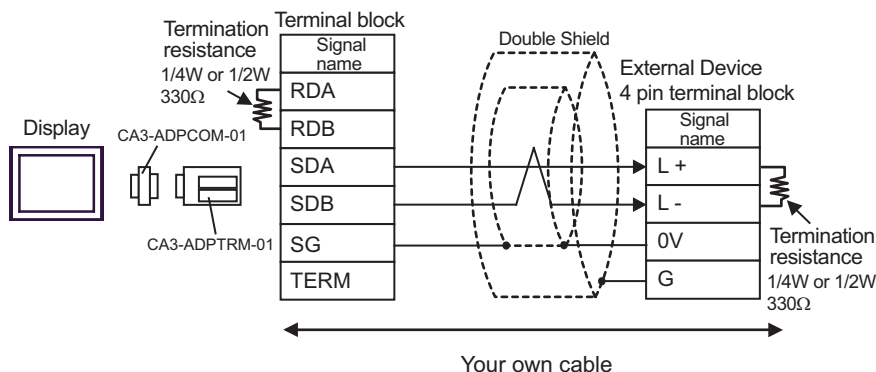 Terminal block
Termination
resistance
1/4W or 1/2W
330Ω
Signal
name
RDA
RDB
SDA
SDB
SG
TERM
Display
CA3-ADPCOM-01
CA3-ADPTRM-01
Double Shield
External Device
4 pin terminal block
Signal
name
L +
L -
0V
G
Termination
resistance
1/4W or 1/2W
330Ω
Your own cable